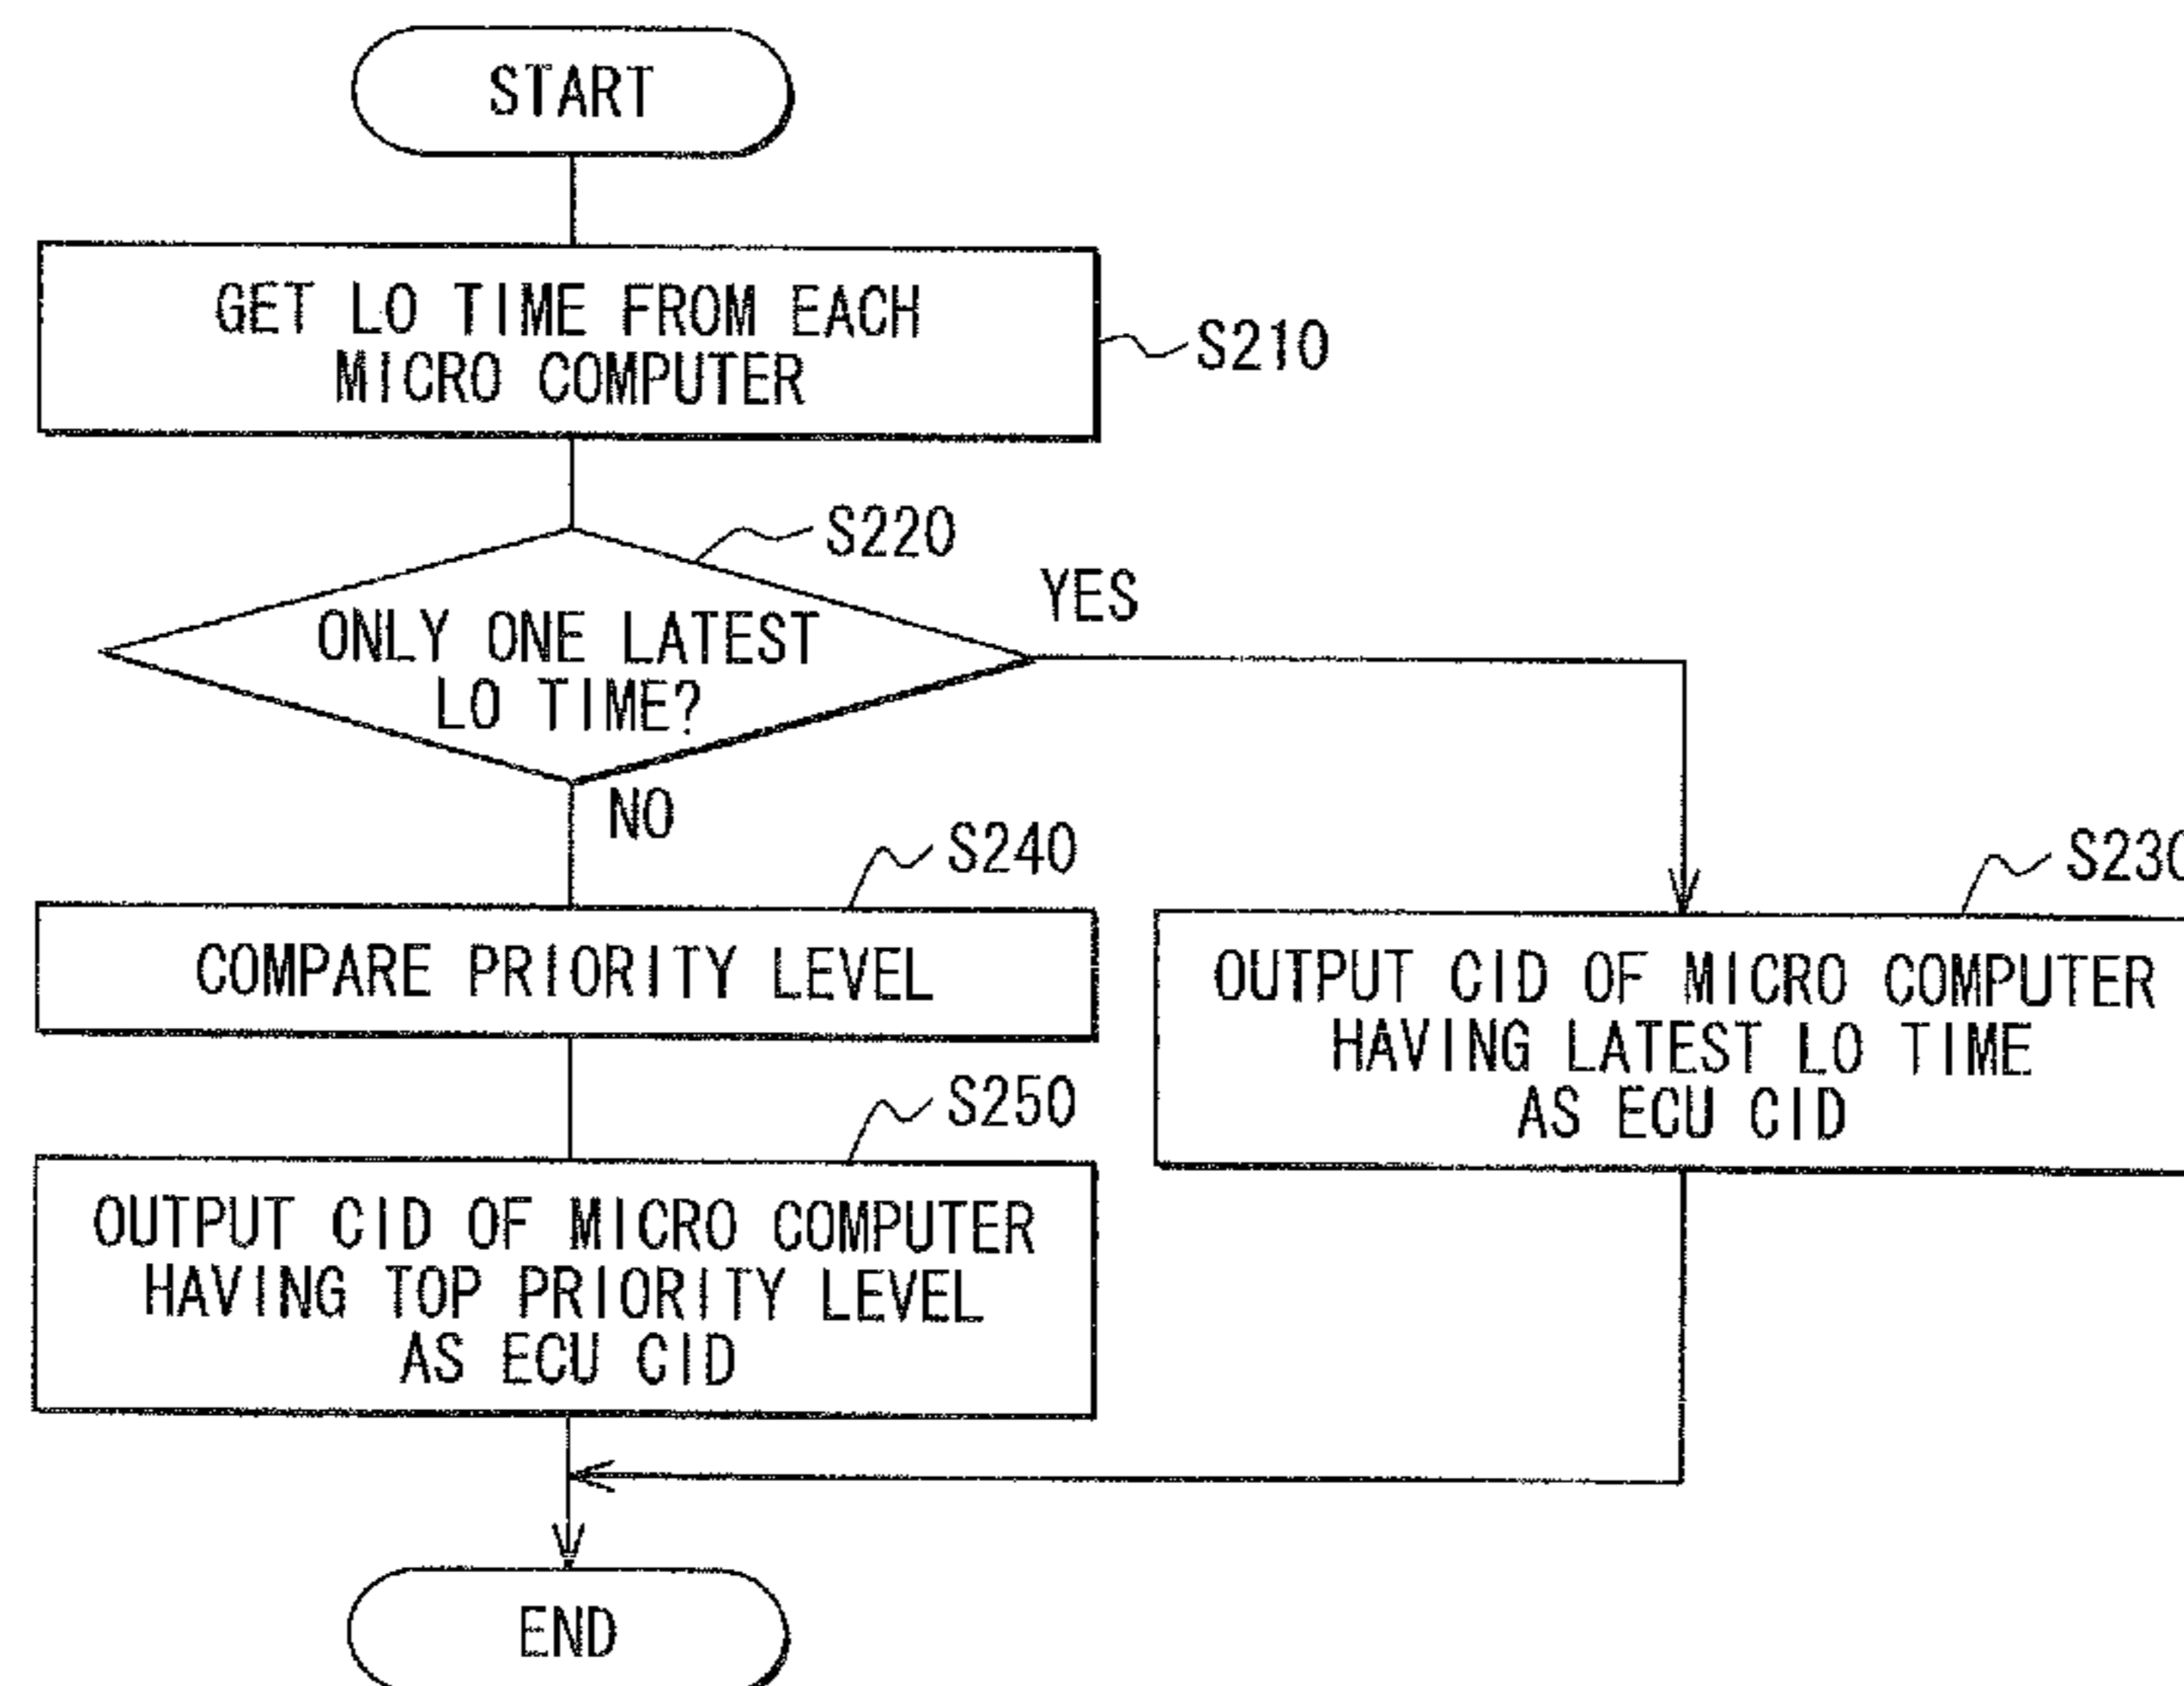 START
GET LO TIME FROM EACH
MICRO COMPUTER
S210
S220
ONLY ONE LATEST
LO TIME?
YES
NO
S240
COMPARE PRIORITY LEVEL
S230
OUTPUT CID OF MICRO COMPUTER
HAVING LATEST LO TIME
AS ECU CID
S250
OUTPUT CID OF MICRO COMPUTER
HAVING TOP PRIORITY LEVEL
AS ECU CID
END